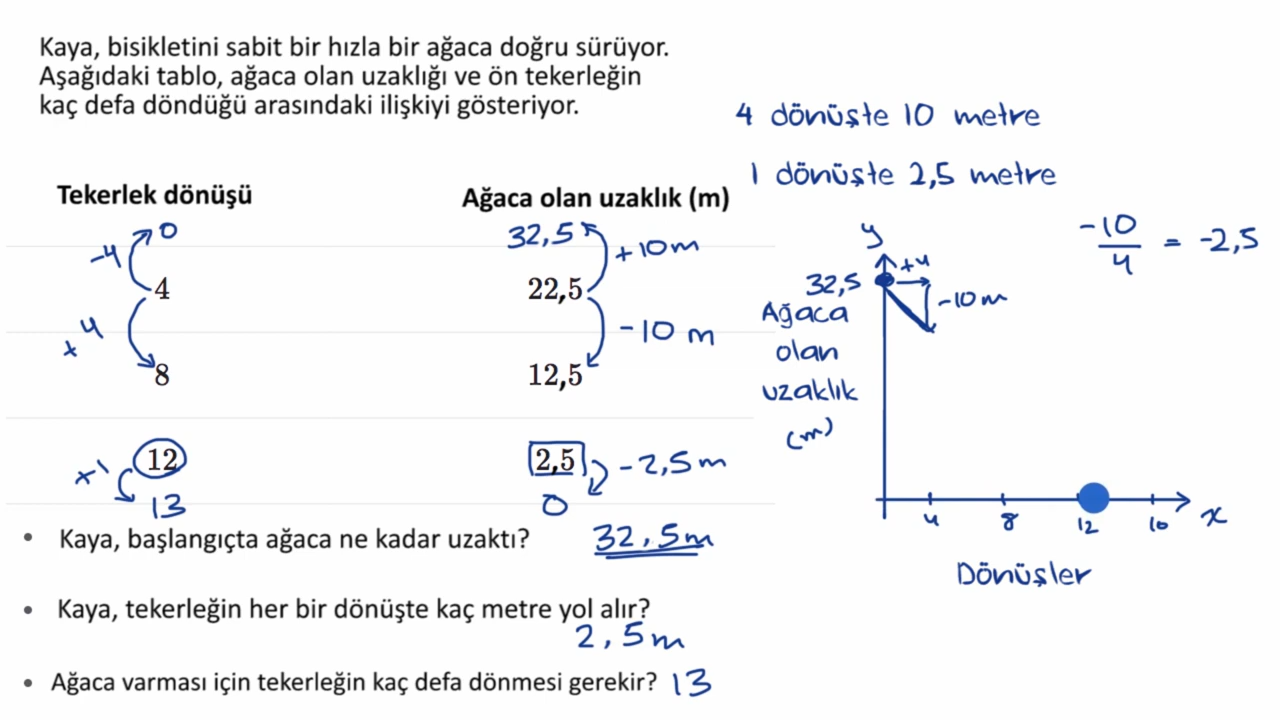 Kaya, bisikletini sabit bir hızla bir ağaca doğru sürüyor.
Aşağıdaki tablo, ağaca olan uzaklığı ve ön tekerleğin
kaç defa döndüğü arasındaki ilişkiyi gösteriyor.
4 dönüşte 10 metre
1 dönüşte 2,5 metre
Tekerlek dönüşü
Ağaca olan uzaklık (m)
0
32,5
-4
+10 m
4
22,5
+4
-10 m
8
12,5
12
2,5
+1
-2,5 m
13
0
-10/4 = -2,5
y
+4
32,5
-10 m
Ağaca
olan
uzaklık
(m)
4 8 12 16 x
Dönüşler
• Kaya, başlangıçta ağaca ne kadar uzaktı? 32,5 m
• Kaya, tekerleğin her bir dönüşte kaç metre yol alır?
2,5 m
• Ağaca varması için tekerleğin kaç defa dönmesi gerekir? 13